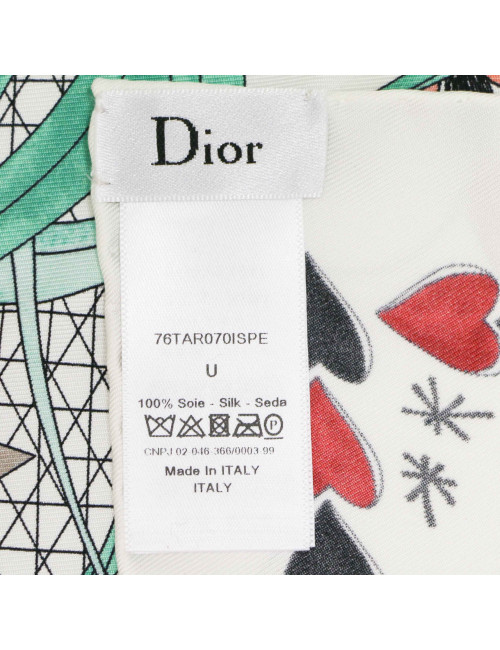 Dior
76TAR070ISPE
U
100% Soie - Silk - Seda
P
CNPJ 02-046-366/0003-99
Made In ITALY
ITALY